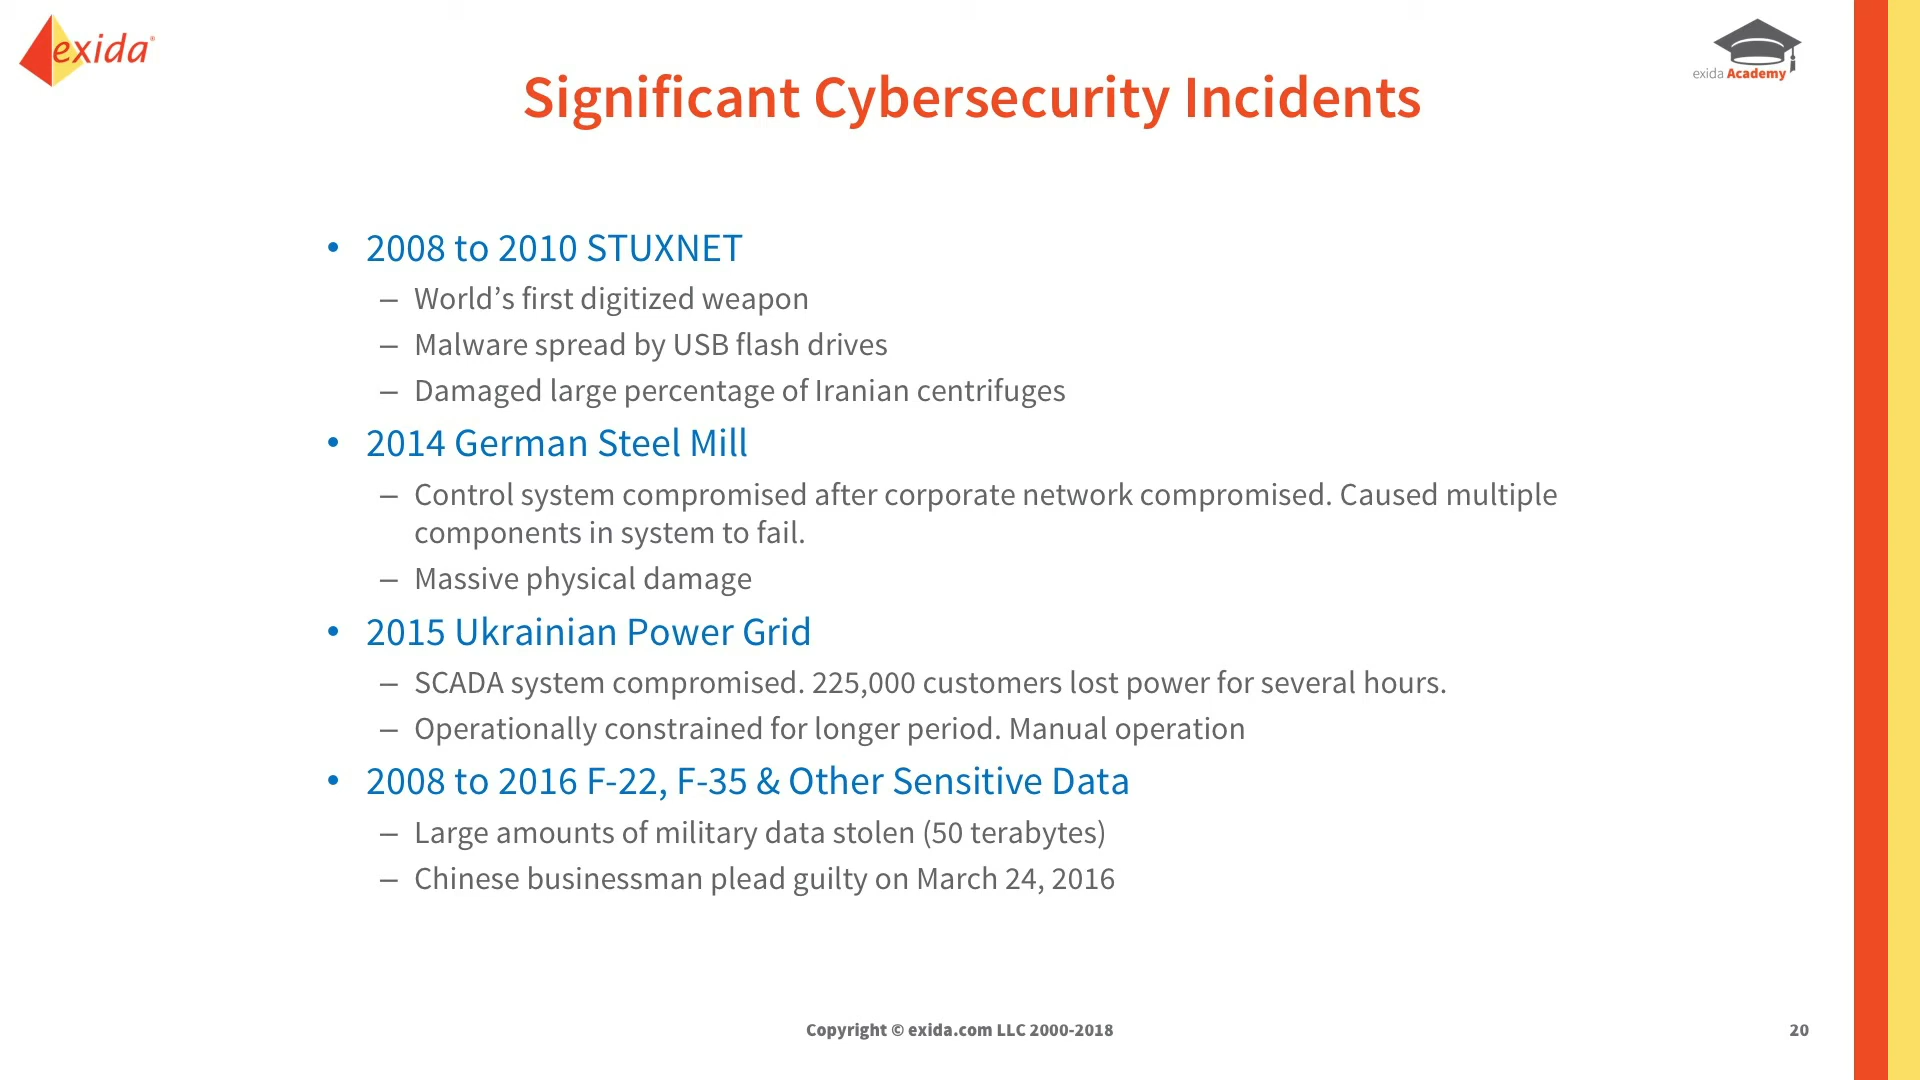 exida®
exida Academy
Significant Cybersecurity Incidents
• 2008 to 2010 STUXNET
– World’s first digitized weapon
– Malware spread by USB flash drives
– Damaged large percentage of Iranian centrifuges
• 2014 German Steel Mill
– Control system compromised after corporate network compromised. Caused multiple
components in system to fail.
– Massive physical damage
• 2015 Ukrainian Power Grid
– SCADA system compromised. 225,000 customers lost power for several hours.
– Operationally constrained for longer period. Manual operation
• 2008 to 2016 F-22, F-35 & Other Sensitive Data
– Large amounts of military data stolen (50 terabytes)
– Chinese businessman plead guilty on March 24, 2016
Copyright © exida.com LLC 2000-2018
20